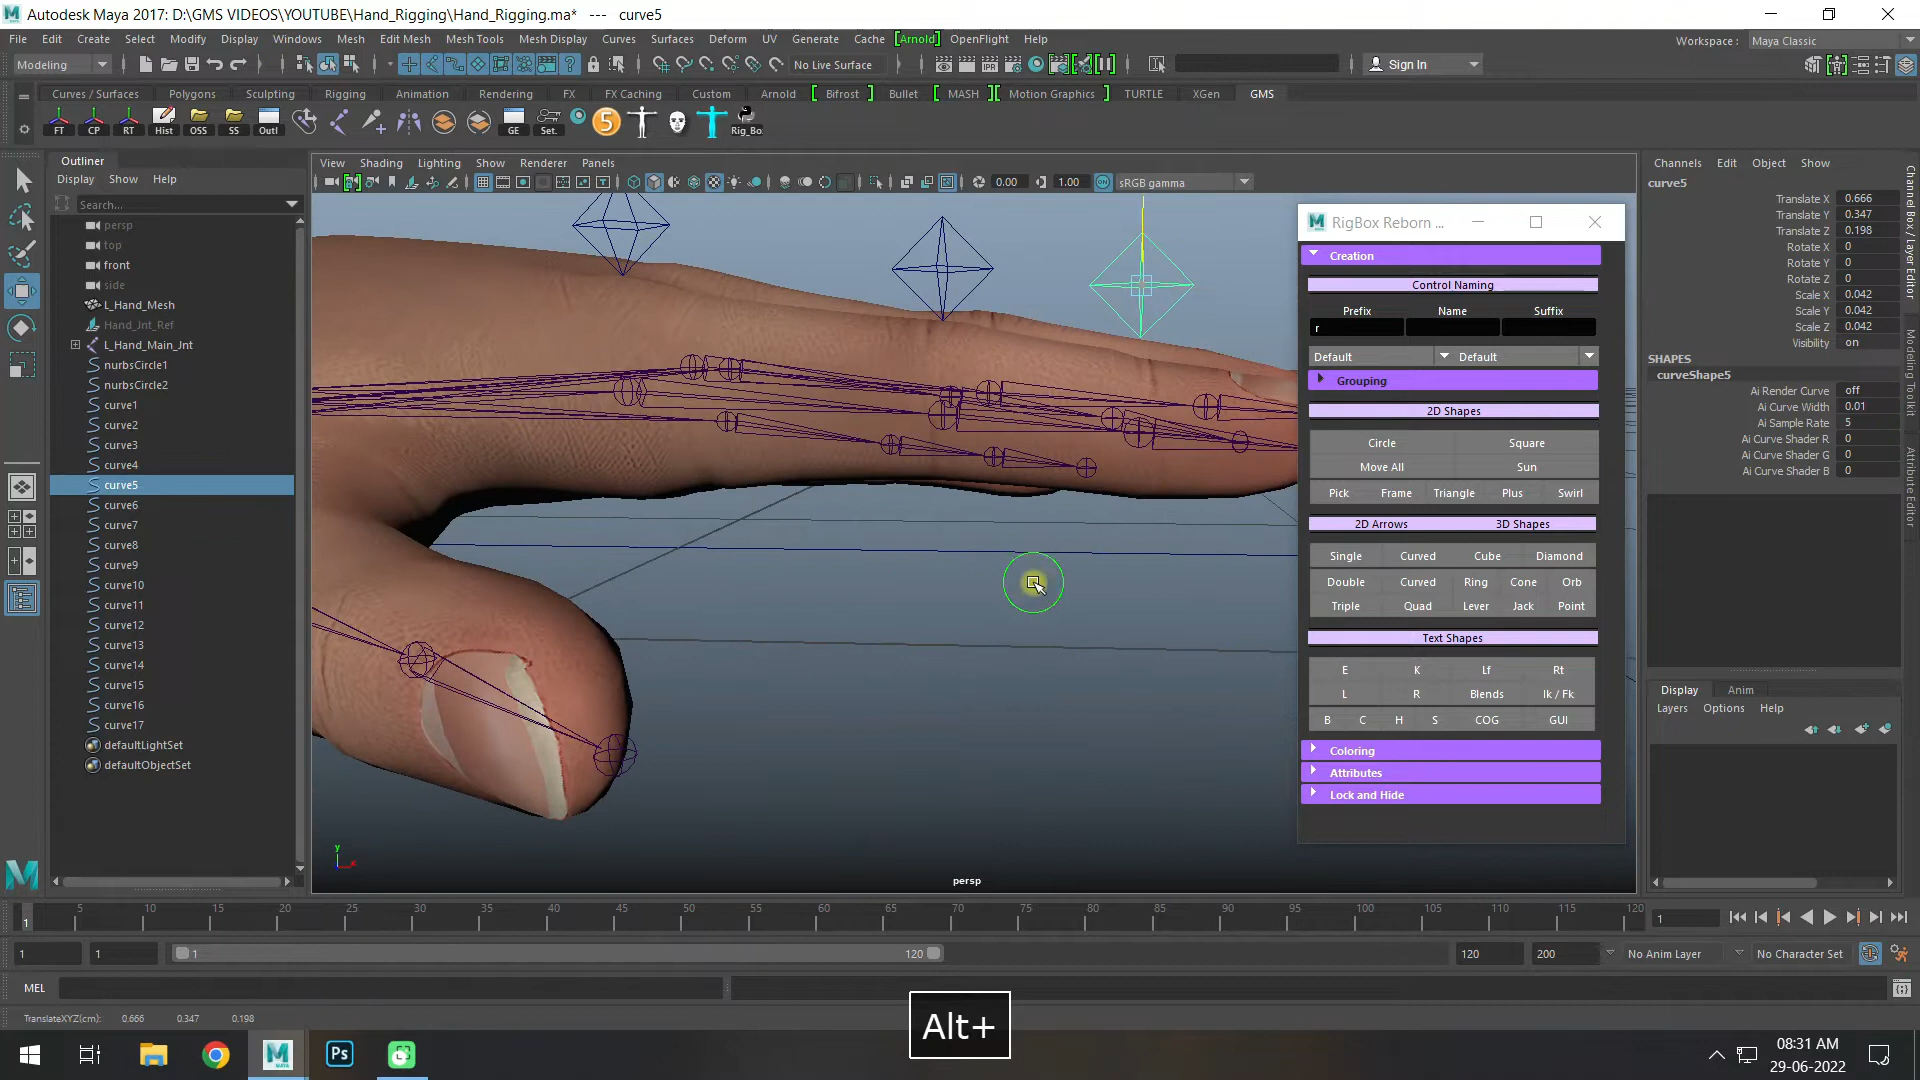 Autodesk Maya 2017: D:\GMS VIDEOS\YOUTUBE\Hand_Rigging\Hand_Rigging.ma* --- curve5
File Edit Create Select Modify Display Windows Mesh Edit Mesh Mesh Tools Mesh Display Curves Surfaces Deform UV Generate Cache [Arnold] OpenFlight Help
Workspace : Maya Classic
Modeling No Live Surface Sign In
Curves / Surfaces Polygons Sculpting Rigging Animation Rendering FX FX Caching Custom Arnold Bifrost Bullet MASH Motion Graphics TURTLE XGen GMS
FT CP RT Hist OSS SS Outl GE Set. 5 Rig_Bo
Outliner
Display Show Help
Search...
persp
top
front
side
L_Hand_Mesh
Hand_Jnt_Ref
L_Hand_Main_Jnt
nurbsCircle1
nurbsCircle2
curve1
curve2
curve3
curve4
curve5
curve6
curve7
curve8
curve9
curve10
curve11
curve12
curve13
curve14
curve15
curve16
curve17
defaultLightSet
defaultObjectSet
View Shading Lighting Show Renderer Panels
0.00 1.00 sRGB gamma
RigBox Reborn ...
Creation
Control Naming
Prefix Name Suffix
r
Default Default
Grouping
2D Shapes
Circle Square
Move All Sun
Pick Frame Triangle Plus Swirl
2D Arrows 3D Shapes
Single Curved Cube Diamond
Double Curved Ring Cone Orb
Triple Quad Lever Jack Point
Text Shapes
E K Lf Rt
L R Blends Ik / Fk
B C H S COG GUI
Coloring
Attributes
Lock and Hide
y
x
persp
Channels Edit Object Show
curve5
Translate X 0.666
Translate Y 0.347
Translate Z 0.198
Rotate X 0
Rotate Y 0
Rotate Z 0
Scale X 0.042
Scale Y 0.042
Scale Z 0.042
Visibility on
SHAPES
curveShape5
Ai Render Curve off
Ai Curve Width 0.01
Ai Sample Rate 5
Ai Curve Shader R 0
Ai Curve Shader G 0
Ai Curve Shader B 0
Channel Box / Layer Editor
Modeling Toolkit
Attribute Editor
Display Anim
Layers Options Help
5 10 15 20 25 30 35 40 45 50 55 60 65 70 75 80 85 90 95 100 105 110 115 120
1 1
1 1 1 120 120 200 No Anim Layer No Character Set
MEL
TranslateXYZ(cm): 0.666 0.347 0.198
Alt+
MAYA Ps
08:31 AM
29-06-2022